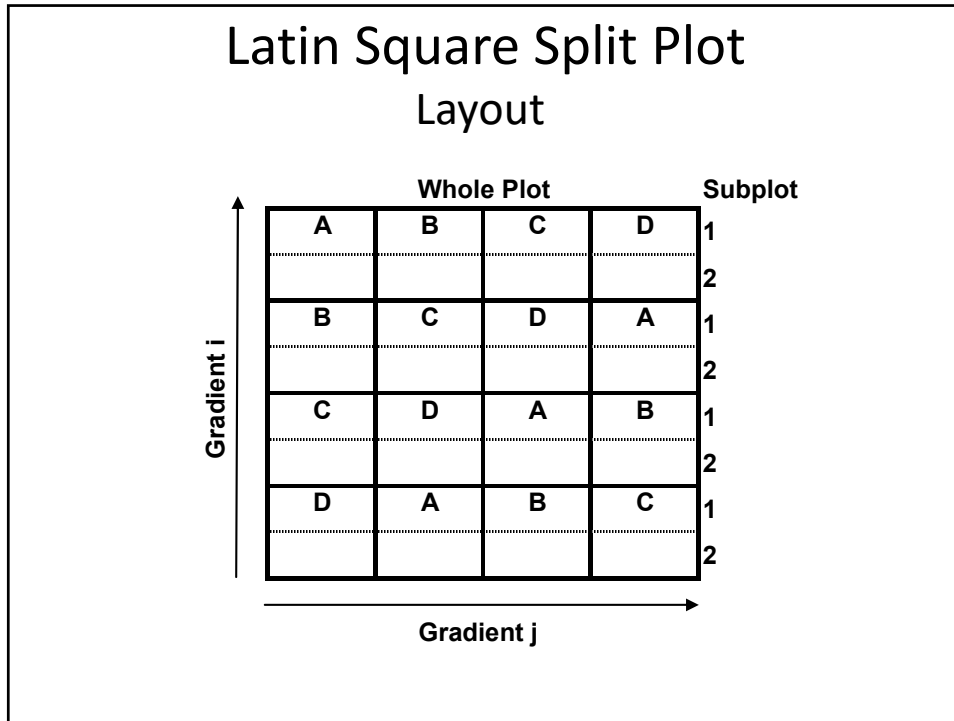 Latin Square Split Plot
Layout
Whole Plot Subplot
A B C D 1
2
B C D A 1
2
C D A B 1
2
D A B C 1
2
Gradient i
Gradient j